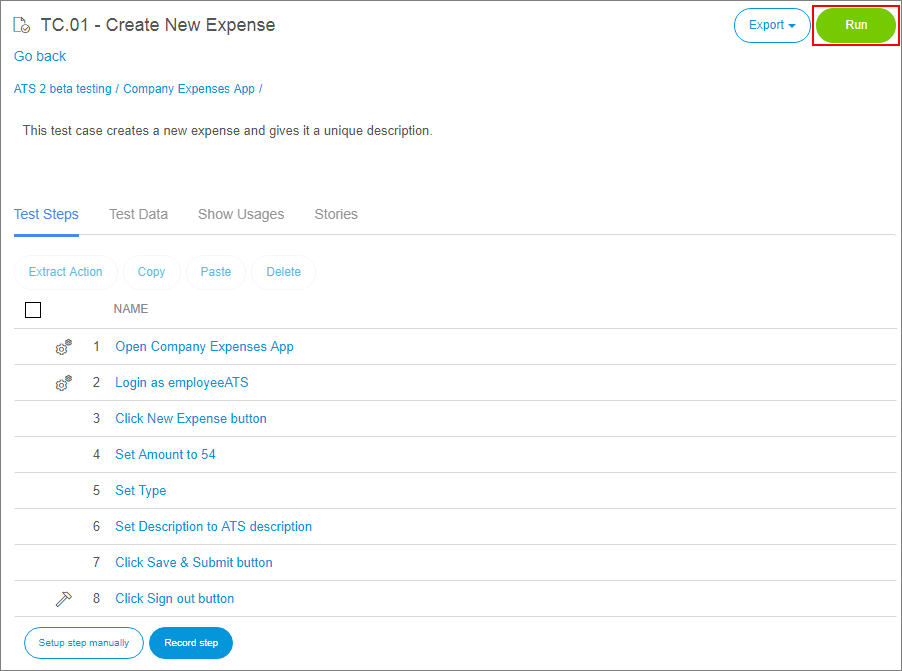 TC.01 - Create New Expense
Export
Run
Go back
ATS 2 beta testing / Company Expenses App /
This test case creates a new expense and gives it a unique description.
Test Steps Test Data Show Usages Stories
Extract Action Copy Paste Delete
NAME
1 Open Company Expenses App
2 Login as employeeATS
3 Click New Expense button
4 Set Amount to 54
5 Set Type
6 Set Description to ATS description
7 Click Save & Submit button
8 Click Sign out button
Setup step manually Record step